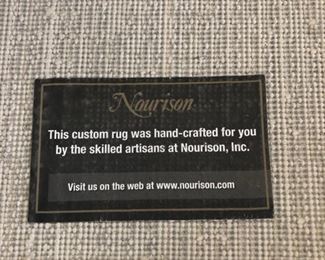 Nourison
This custom rug was hand-crafted for you
by the skilled artisans at Nourison, Inc.
Visit us on the web at www.nourison.com